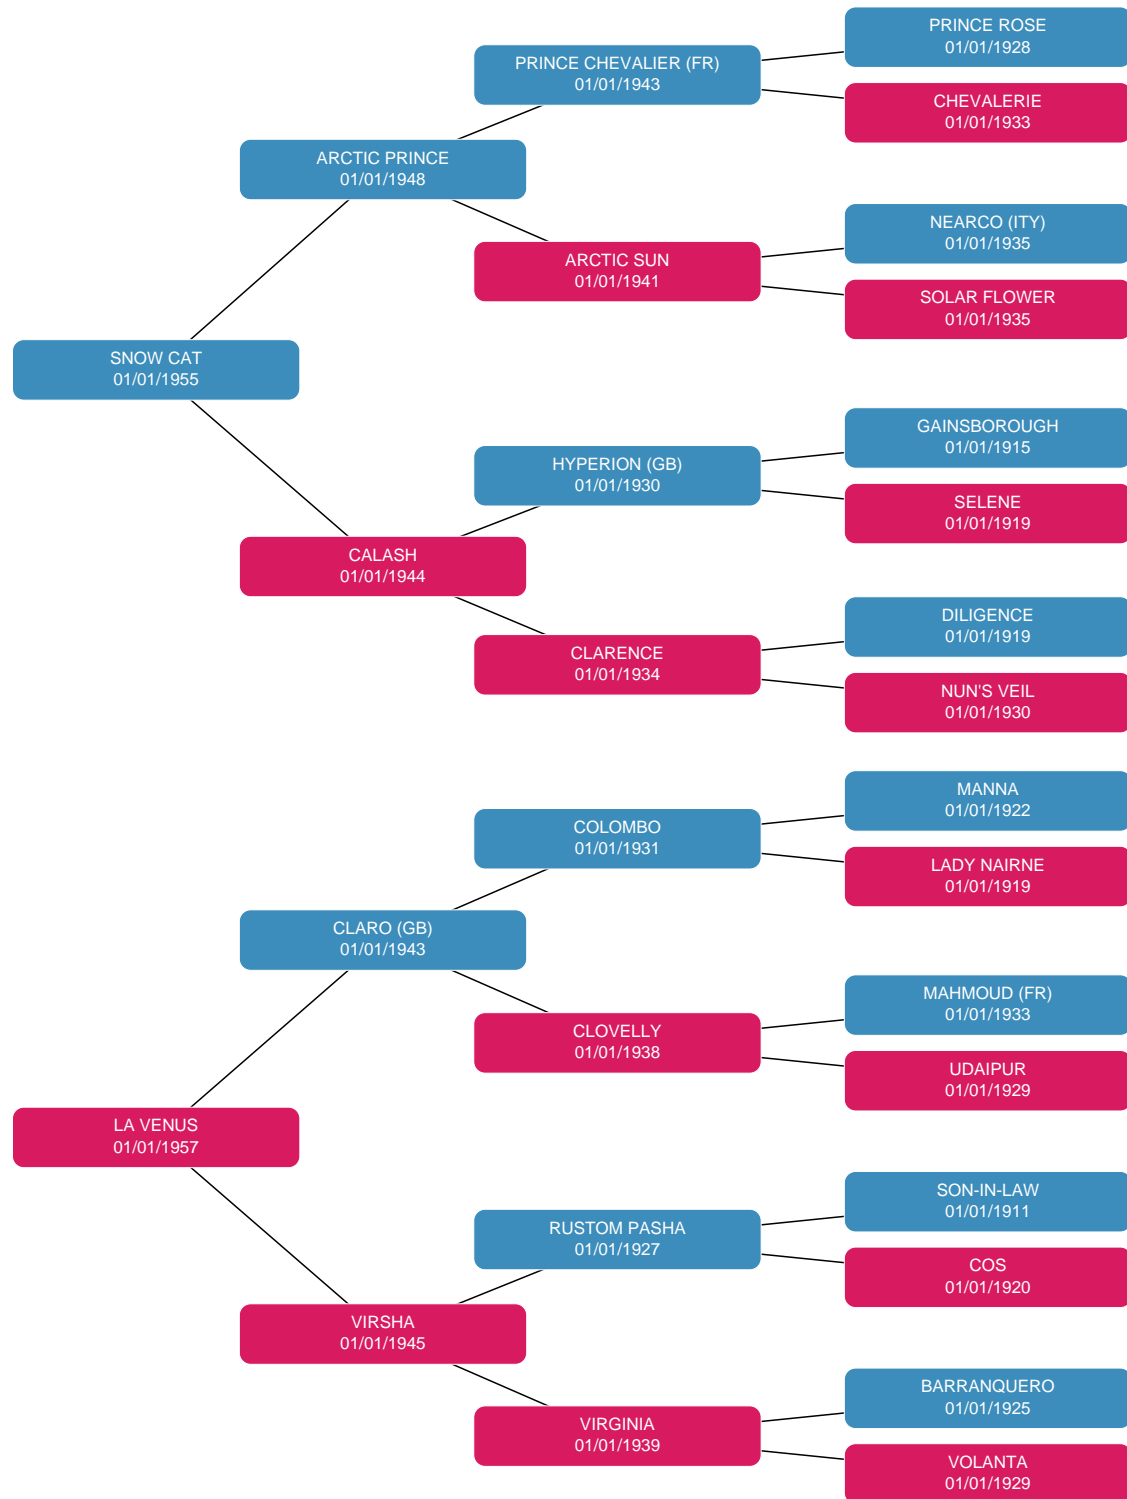 PRINCE ROSE
01/01/1928
PRINCE CHEVALIER (FR)
01/01/1943
CHEVALERIE
01/01/1933
ARCTIC PRINCE
01/01/1948
NEARCO (ITY)
01/01/1935
ARCTIC SUN
01/01/1941
SOLAR FLOWER
01/01/1935
SNOW CAT
01/01/1955
GAINSBOROUGH
01/01/1915
HYPERION (GB)
01/01/1930
SELENE
01/01/1919
CALASH
01/01/1944
DILIGENCE
01/01/1919
CLARENCE
01/01/1934
NUN'S VEIL
01/01/1930
MANNA
01/01/1922
COLOMBO
01/01/1931
LADY NAIRNE
01/01/1919
CLARO (GB)
01/01/1943
MAHMOUD (FR)
01/01/1933
CLOVELLY
01/01/1938
UDAIPUR
01/01/1929
LA VENUS
01/01/1957
SON-IN-LAW
01/01/1911
RUSTOM PASHA
01/01/1927
COS
01/01/1920
VIRSHA
01/01/1945
BARRANQUERO
01/01/1925
VIRGINIA
01/01/1939
VOLANTA
01/01/1929